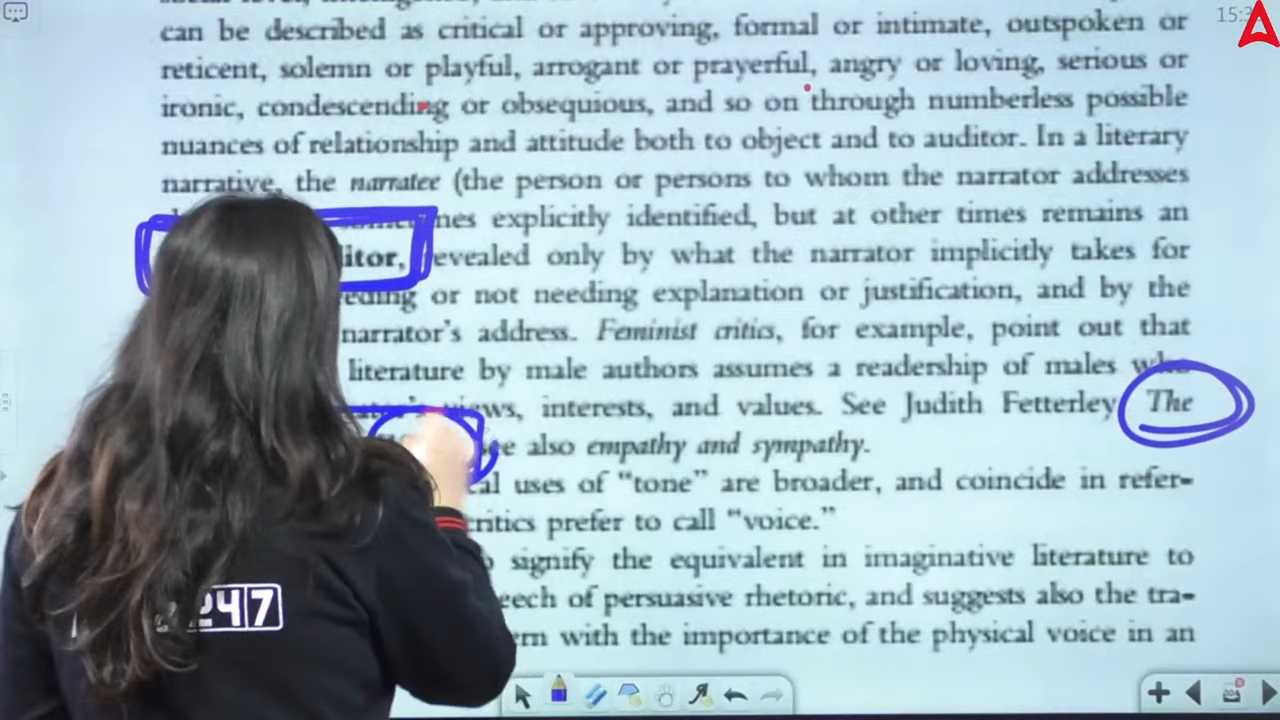 can be described as critical or approving, formal or intimate, outspoken or
reticent, solemn or playful, arrogant or prayerful, angry or loving, serious or
ironic, condescending or obsequious, and so on through numberless possible
nuances of relationship and attitude both to object and to auditor. In a literary
narrative, the narratee (the person or persons to whom the narrator addresses
explicitly identified, but at other times remains an
itor, revealed only by what the narrator implicitly takes for
or not needing explanation or justification, and by the
narrator's address. Feminist critics, for example, point out that
literature by male authors assumes a readership of males who
views, interests, and values. See Judith Fetterley The
also empathy and sympathy.
uses of “tone” are broader, and coincide in refer-
critics prefer to call “voice.”
signify the equivalent in imaginative literature to
eech of persuasive rhetoric, and suggests also the tra-
with the importance of the physical voice in an
247